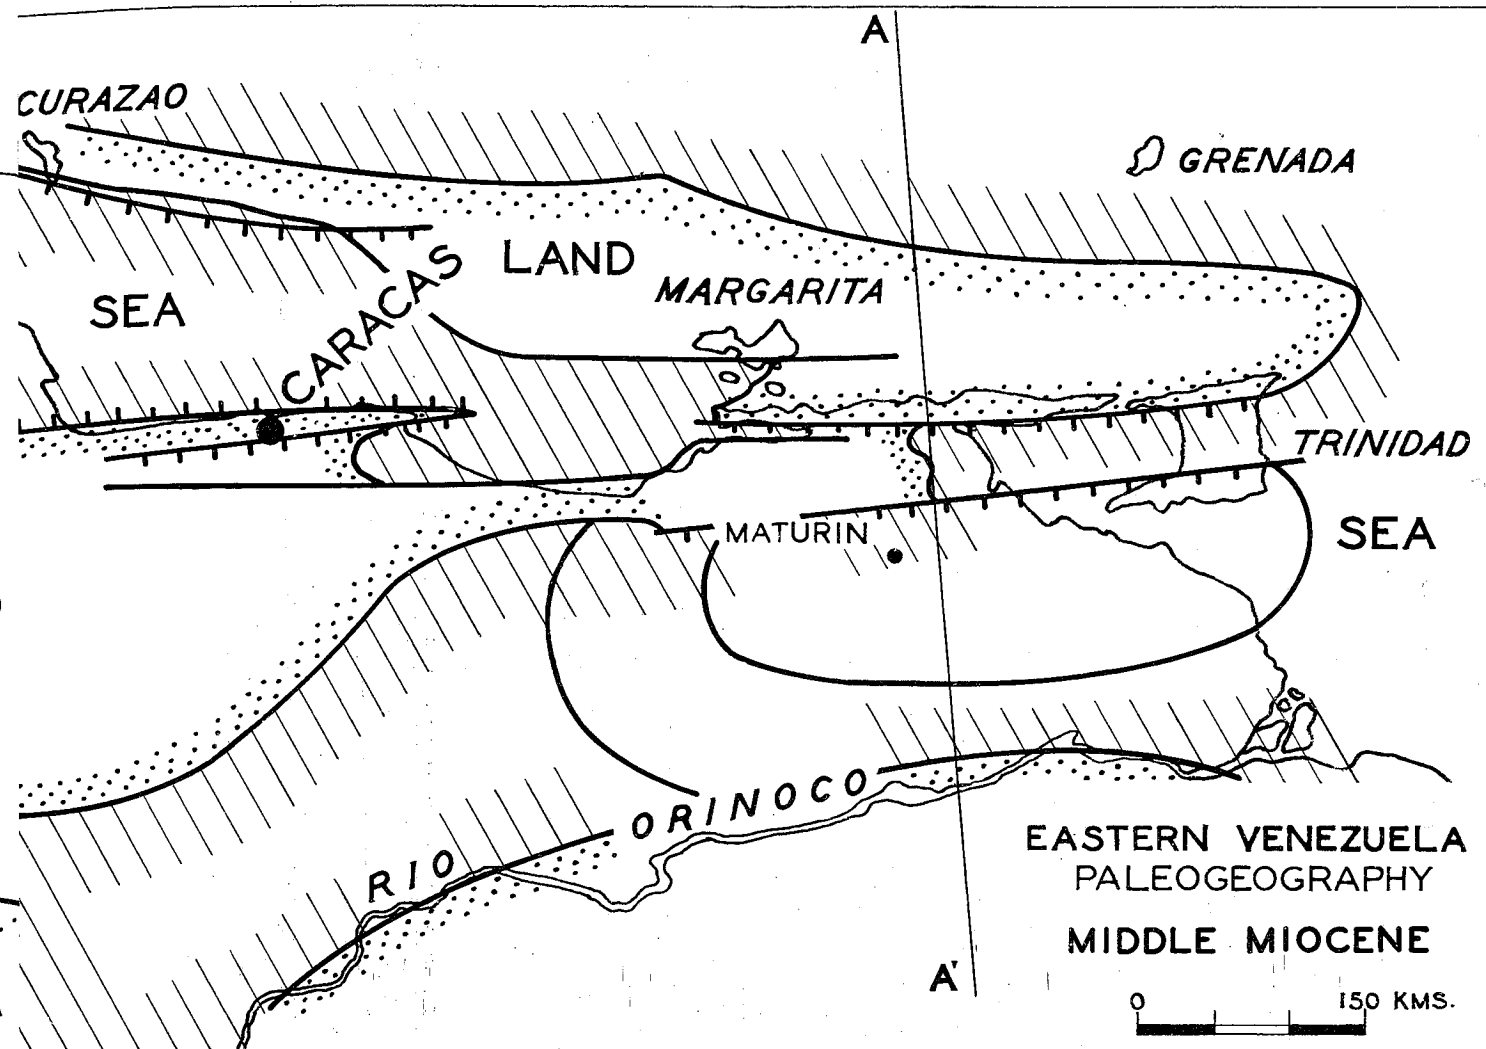 A
CURAZAO
GRENADA
LAND
SEA
MARGARITA
CARACAS
TRINIDAD
SEA
MATURIN
RIO ORINOCO
EASTERN VENEZUELA
PALEOGEOGRAPHY
MIDDLE MIOCENE
A'
0 150 KMS.